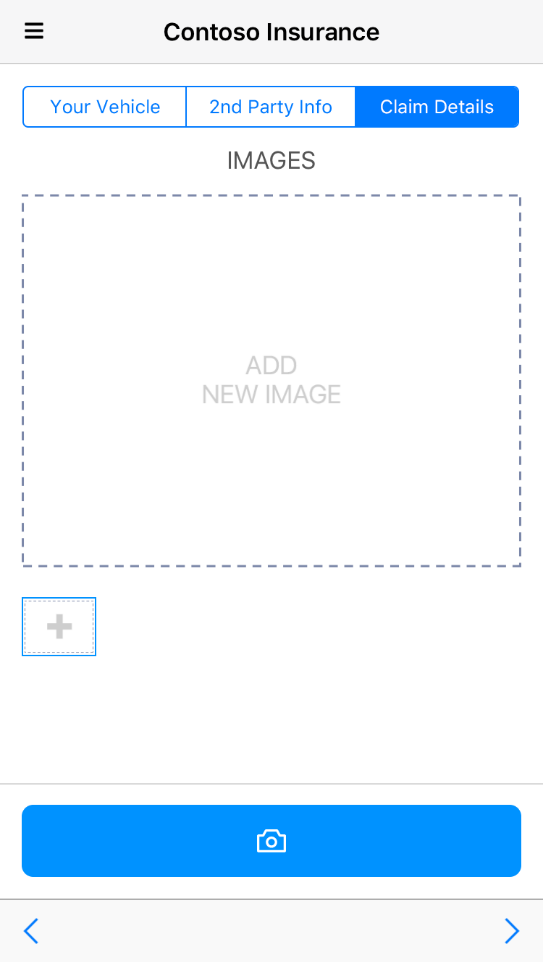 Contoso Insurance
Your Vehicle
2nd Party Info
Claim Details
IMAGES
ADD
NEW IMAGE